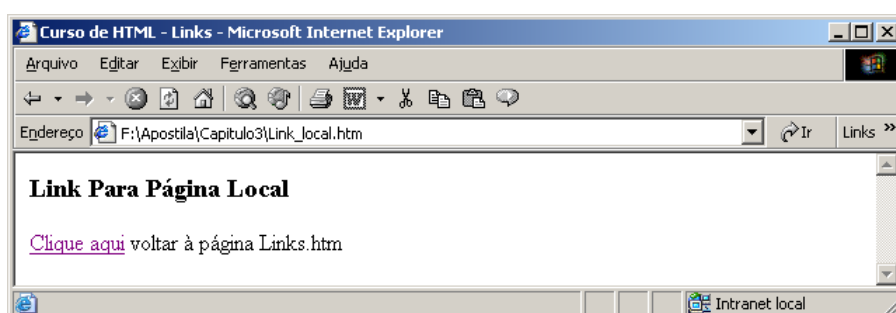 Curso de HTML - Links - Microsoft Internet Explorer
Arquivo Editar Exibir Ferramentas Ajuda
Endereço F:\Apostila\Capitulo3\Link_local.htm Ir Links »
Link Para Página Local
Clique aqui voltar à página Links.htm
Intranet local